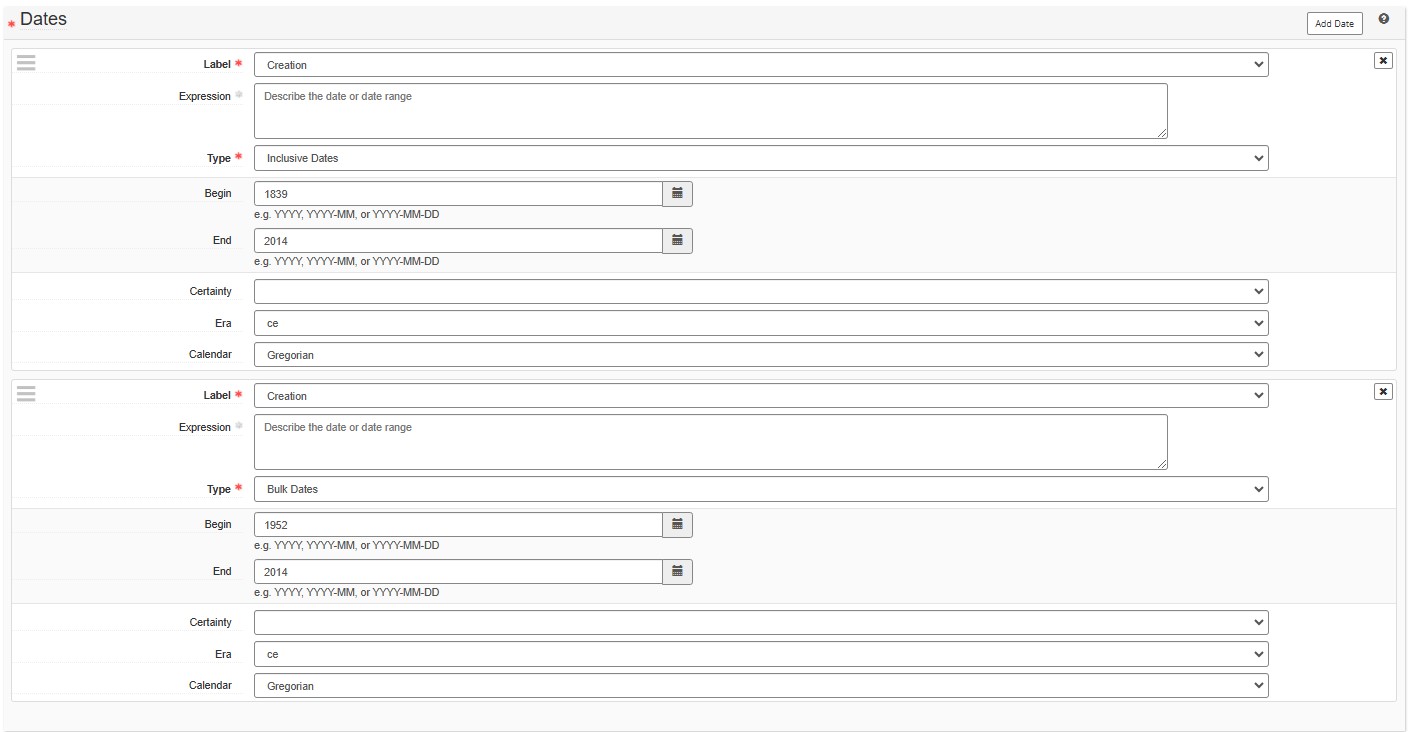 * Dates
Add Date
Label *
Creation
Expression
Describe the date or date range
Type *
Inclusive Dates
Begin
1839
e.g. YYYY, YYYY-MM, or YYYY-MM-DD
End
2014
e.g. YYYY, YYYY-MM, or YYYY-MM-DD
Certainty
Era
ce
Calendar
Gregorian
Label *
Creation
Expression
Describe the date or date range
Type *
Bulk Dates
Begin
1952
e.g. YYYY, YYYY-MM, or YYYY-MM-DD
End
2014
e.g. YYYY, YYYY-MM, or YYYY-MM-DD
Certainty
Era
ce
Calendar
Gregorian